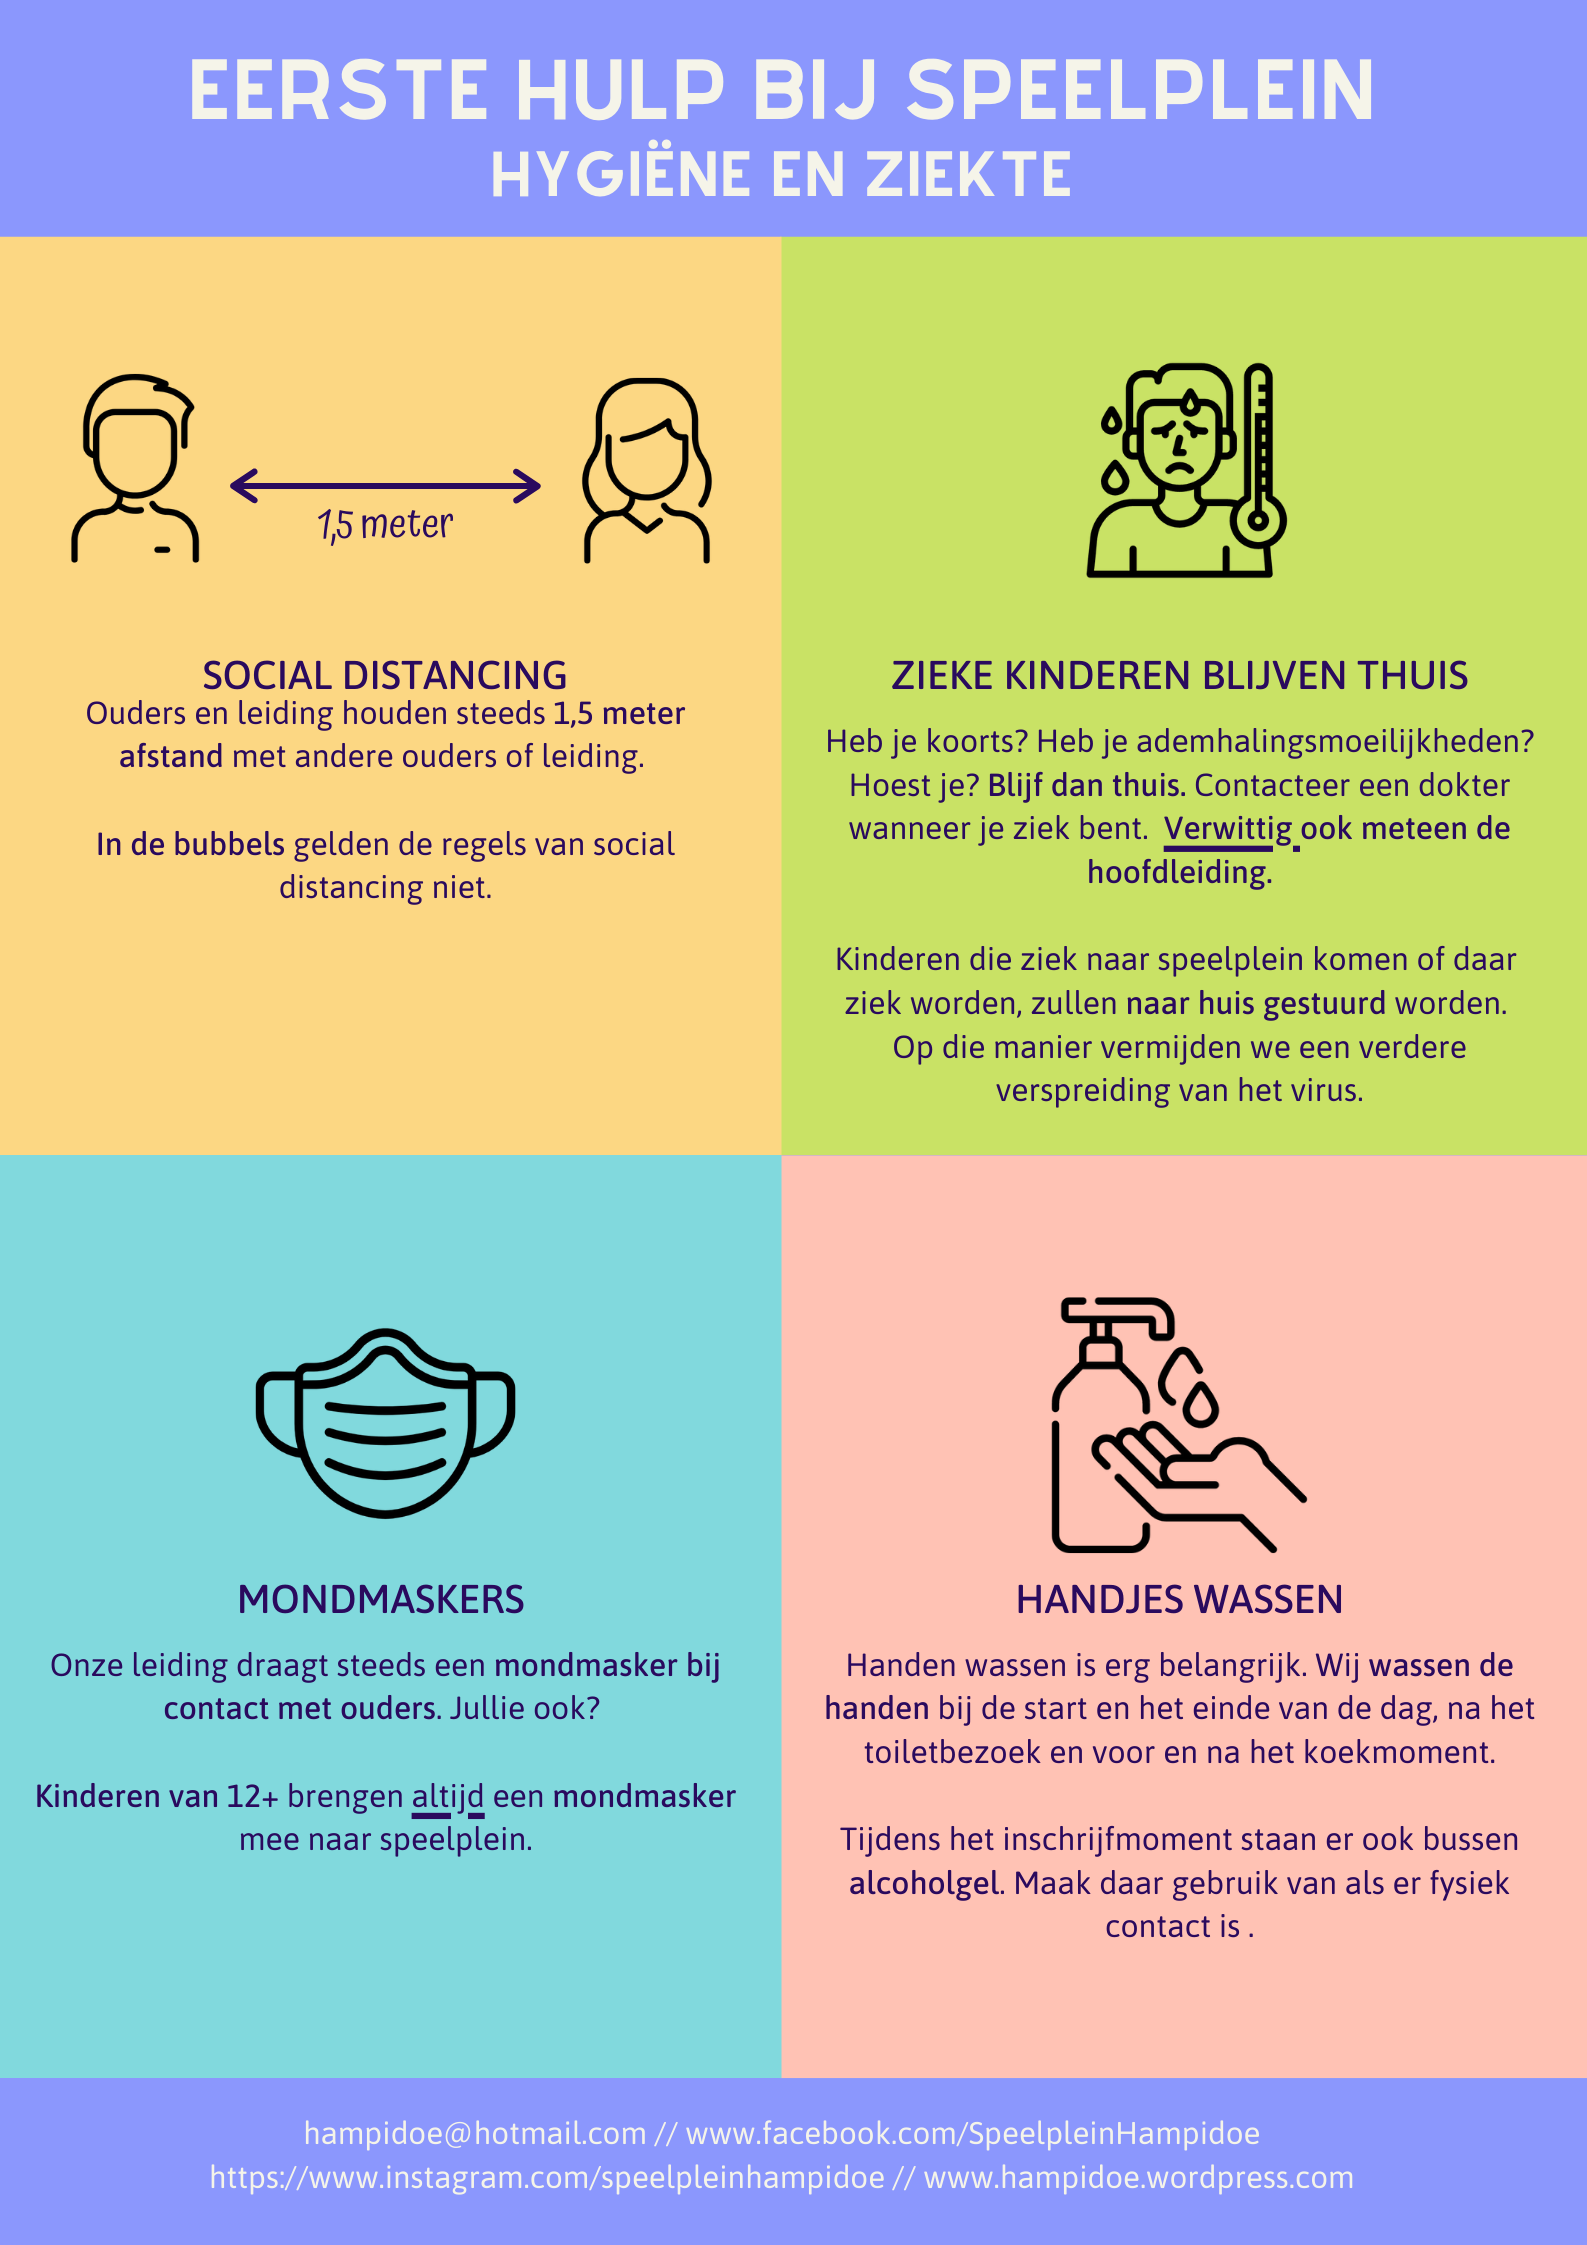 EERSTE HULP BIJ SPEELPLEIN
HYGIËNE EN ZIEKTE
1,5 meter
SOCIAL DISTANCING
Ouders en leiding houden steeds 1,5 meter
afstand met andere ouders of leiding.
In de bubbels gelden de regels van social
distancing niet.
ZIEKE KINDEREN BLIJVEN THUIS
Heb je koorts? Heb je ademhalingsmoeilijkheden?
Hoest je? Blijf dan thuis. Contacteer een dokter
wanneer je ziek bent. Verwittig ook meteen de
hoofdleiding.
Kinderen die ziek naar speelplein komen of daar
ziek worden, zullen naar huis gestuurd worden.
Op die manier vermijden we een verdere
verspreiding van het virus.
MONDMASKERS
Onze leiding draagt steeds een mondmasker bij
contact met ouders. Jullie ook?
Kinderen van 12+ brengen altijd een mondmasker
mee naar speelplein.
HANDJES WASSEN
Handen wassen is erg belangrijk. Wij wassen de
handen bij de start en het einde van de dag, na het
toiletbezoek en voor en na het koekmoment.
Tijdens het inschrijfmoment staan er ook bussen
alcoholgel. Maak daar gebruik van als er fysiek
contact is .
hampidoe@hotmail.com // www.facebook.com/SpeelpleinHampidoe
https://www.instagram.com/speelpleinhampidoe // www.hampidoe.wordpress.com